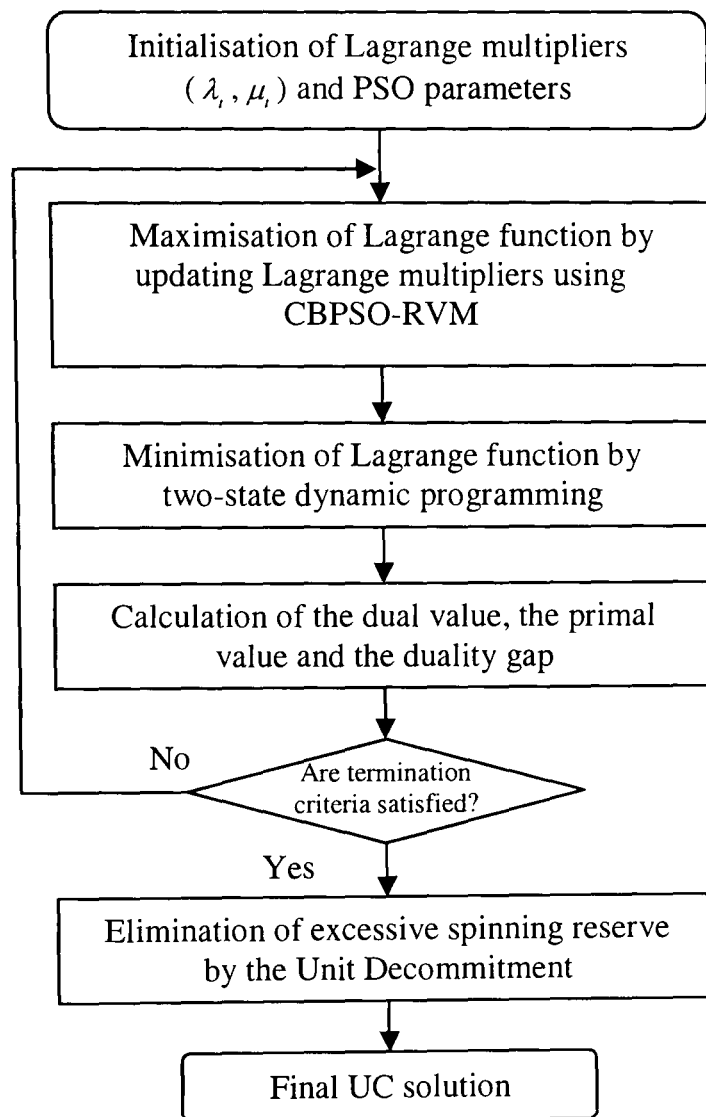 Initialisation of Lagrange multipliers
(λₜ, μₜ) and PSO parameters
Maximisation of Lagrange function by
updating Lagrange multipliers using
CBPSO-RVM
Minimisation of Lagrange function by
two-state dynamic programming
Calculation of the dual value, the primal
value and the duality gap
No
Are termination
criteria satisfied?
Yes
Elimination of excessive spinning reserve
by the Unit Decommitment
Final UC solution